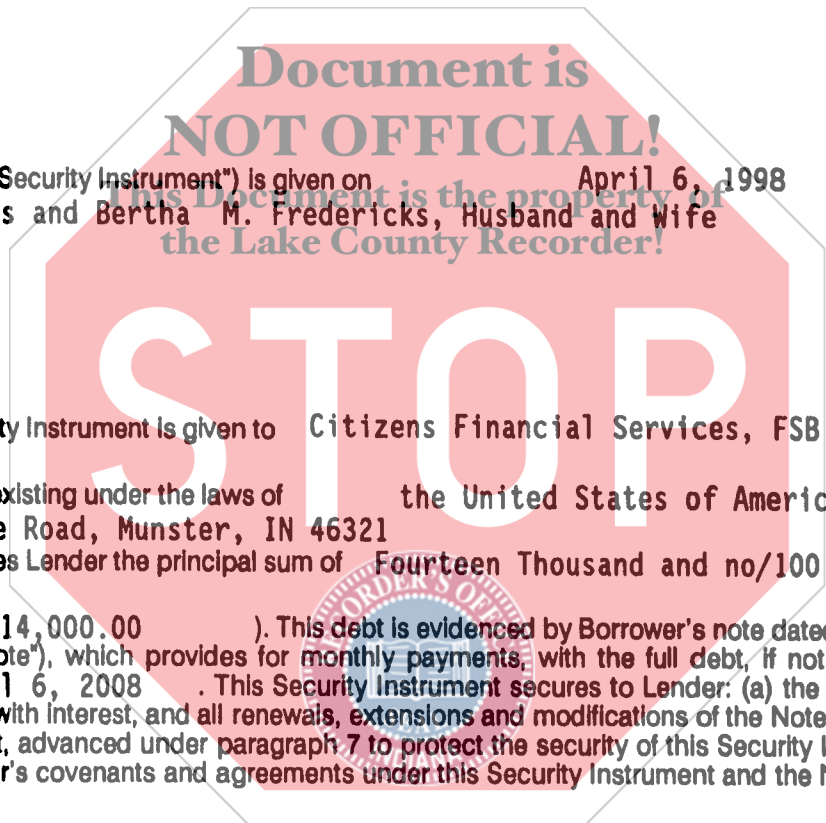 Document is
NOT OFFICIAL!
Security Instrument") is given on April 6, 1998
This Document is the property of
s and Bertha M. Fredericks, Husband and Wife
the Lake County Recorder!
STOP
ty Instrument is given to Citizens Financial Services, FSB
existing under the laws of the United States of Americ
e Road, Munster, IN 46321
es Lender the principal sum of Fourteen Thousand and no/100
RECORDER'S OFFICE
14,000.00 ). This debt is evidenced by Borrower's note dated
ote"), which provides for monthly payments, with the full debt, if not
l 6, 2008 . This Security Instrument secures to Lender: (a) the
with interest, and all renewals, extensions and modifications of the Note
t, advanced under paragraph 7 to protect the security of this Security I
INDIANA
r's covenants and agreements under this Security Instrument and the N